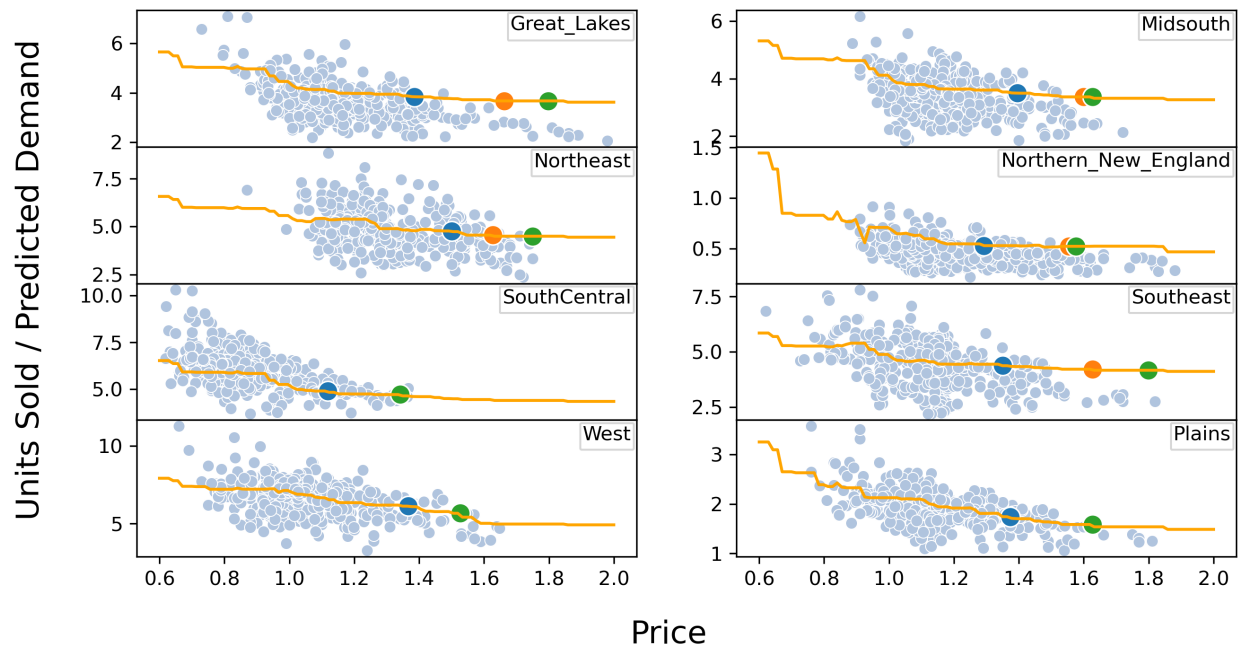 Units Sold / Predicted Demand
Great_Lakes
6
4
2
Midsouth
6
4
2
Northeast
7.5
5.0
2.5
Northern_New_England
1.5
1.0
0.5
SouthCentral
10.0
7.5
5.0
Southeast
7.5
5.0
2.5
West
10
5
Plains
3
2
1
0.6 0.8 1.0 1.2 1.4 1.6 1.8 2.0
0.6 0.8 1.0 1.2 1.4 1.6 1.8 2.0
Price